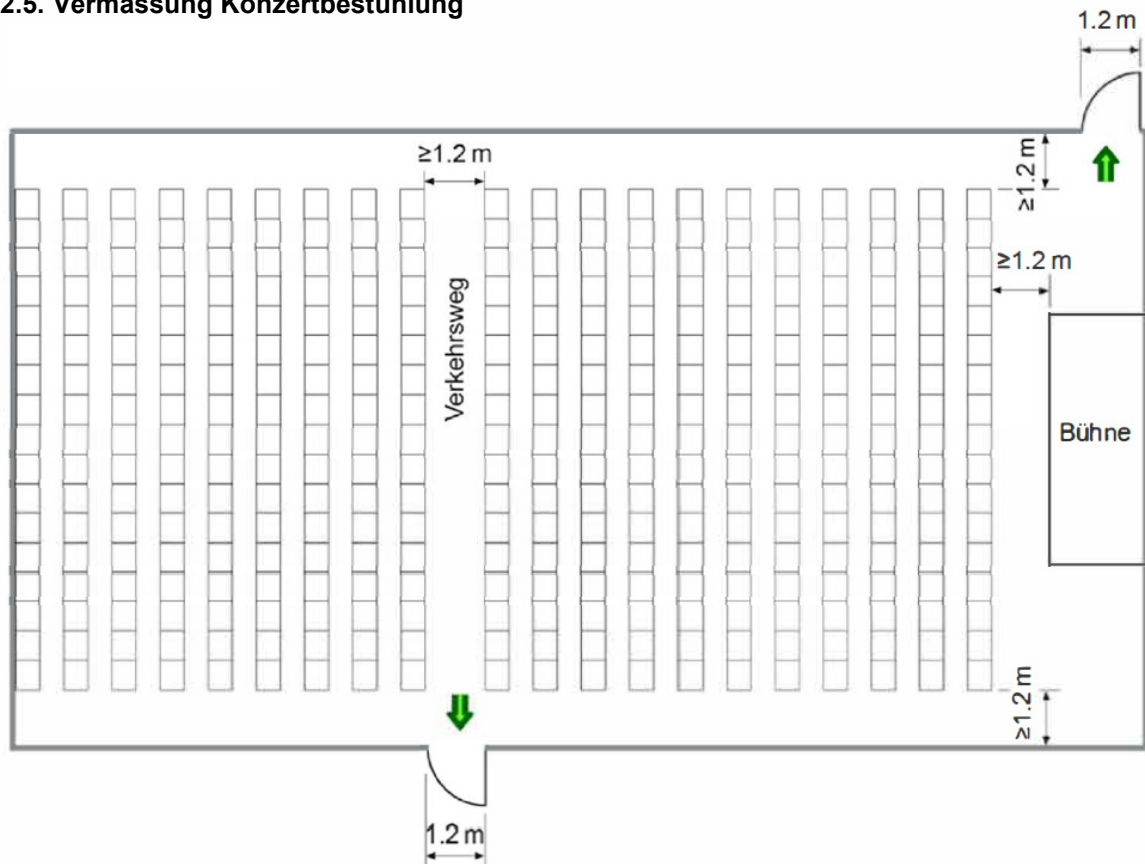 2.5. Vermassung Konzertbestuhlung
1.2 m
≥1.2 m
≥1.2 m
≥1.2 m
Verkehrsweg
Bühne
≥1.2 m
1.2 m